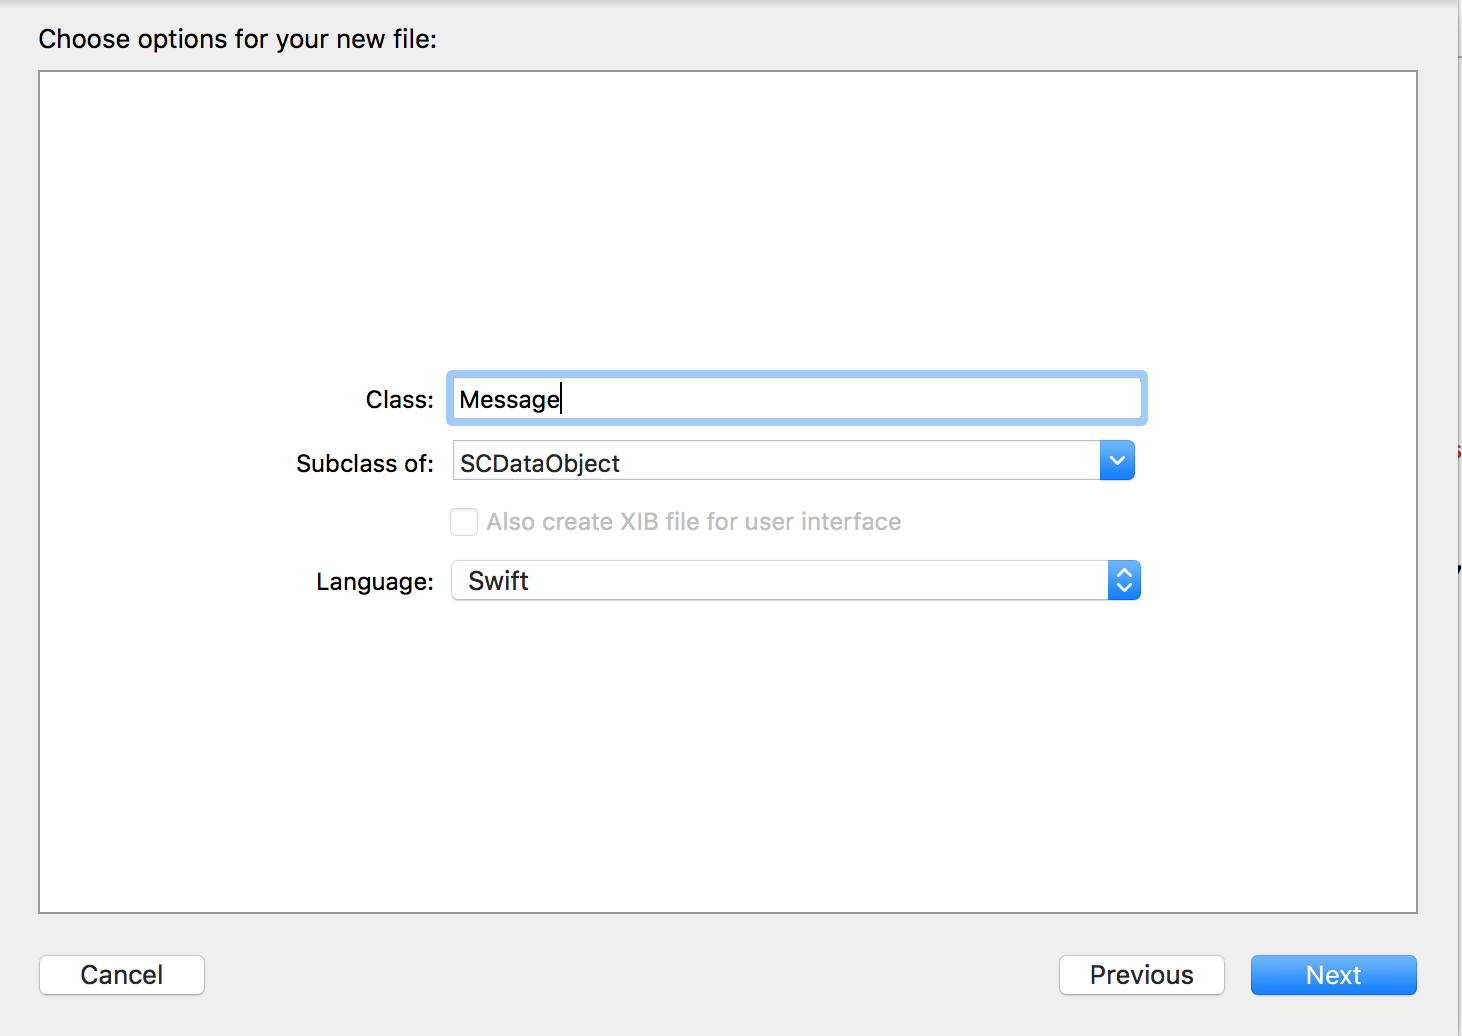 Choose options for your new file:
Class: Message
Subclass of: SCDataObject
Also create XIB file for user interface
Language: Swift
Cancel Previous Next